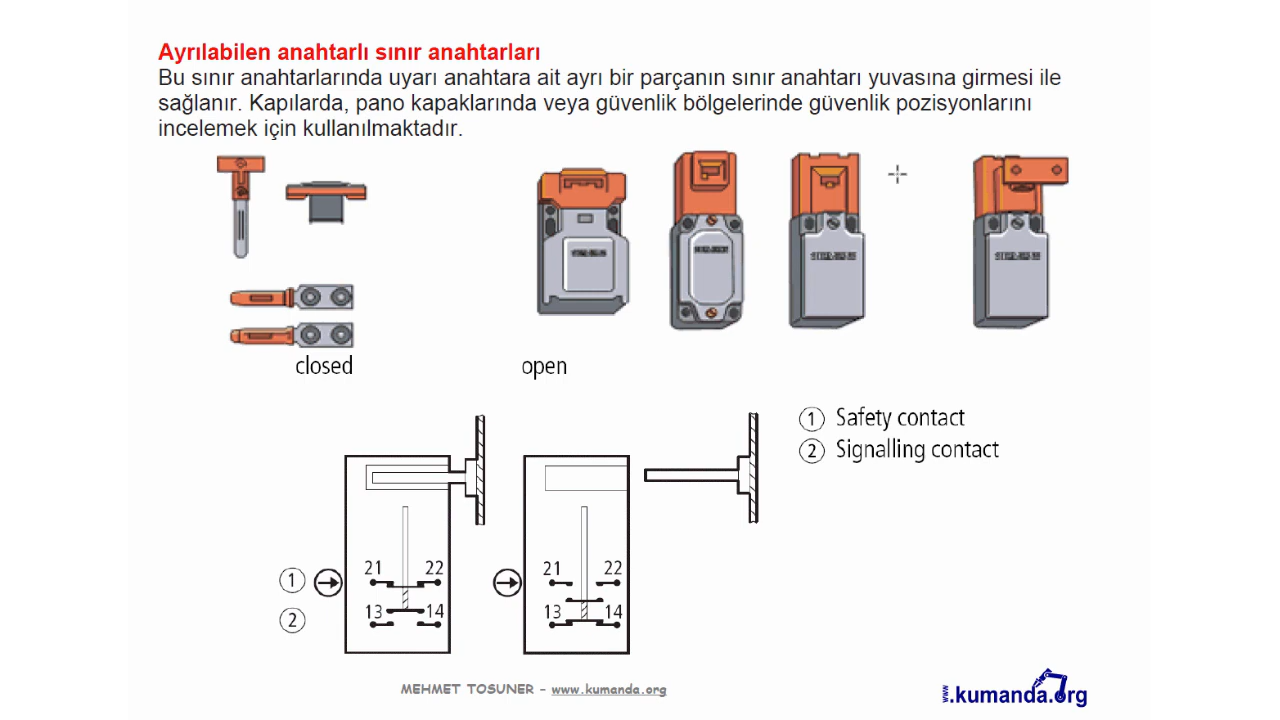 Ayrılabilen anahtarlı sınır anahtarları
Bu sınır anahtarlarında uyarı anahtara ait ayrı bir parçanın sınır anahtarı yuvasına girmesi ile
sağlanır. Kapılarda, pano kapaklarında veya güvenlik bölgelerinde güvenlik pozisyonlarını
incelemek için kullanılmaktadır.
closed
open
1 Safety contact
2 Signalling contact
1 21 22
2 13 14
21 22
13 14
MEHMET TOSUNER - www.kumanda.org
www.kumanda.org